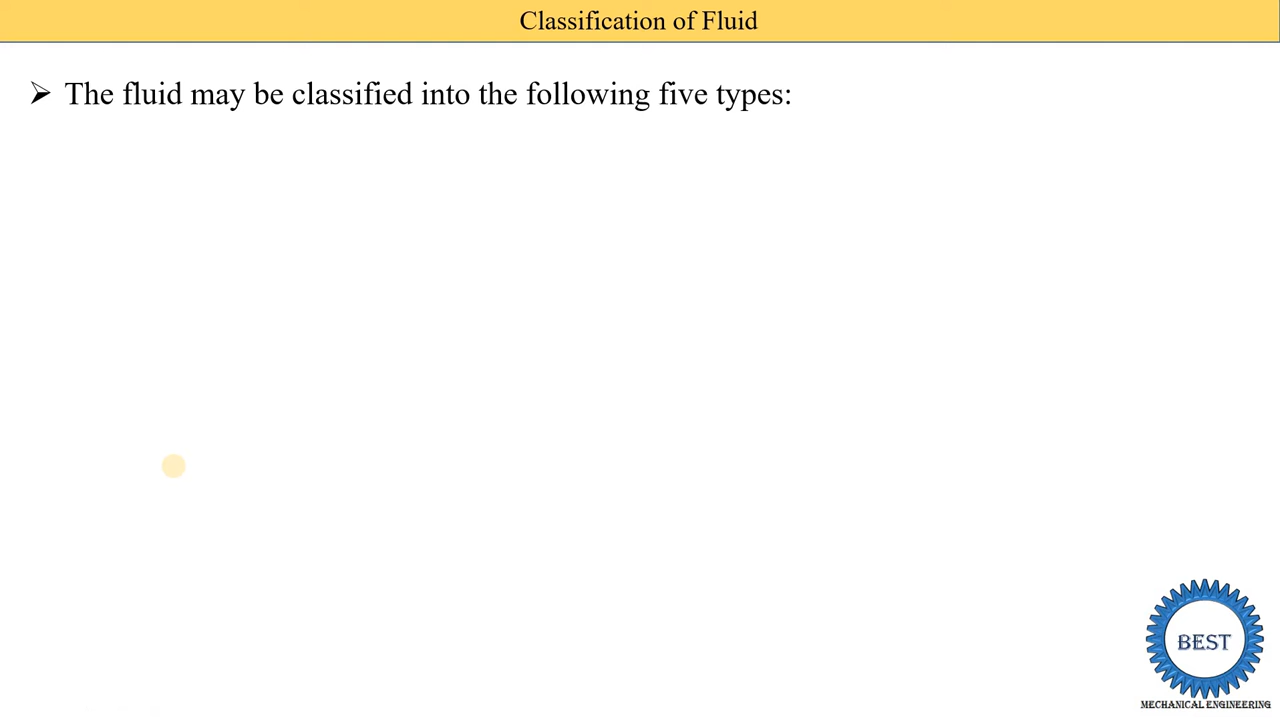 Classification of Fluid
➢ The fluid may be classified into the following five types:
BEST
MECHANICAL ENGINEERING